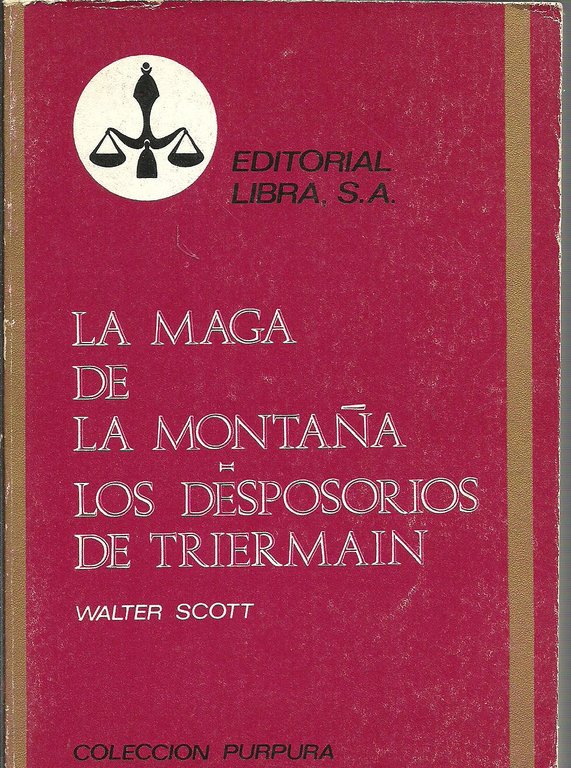 EDITORIAL
LIBRA, S.A.
LA MAGA
DE
LA MONTAÑA
LOS DESPOSORIOS
DE TRIERMAIN
WALTER SCOTT
COLECCION PURPURA